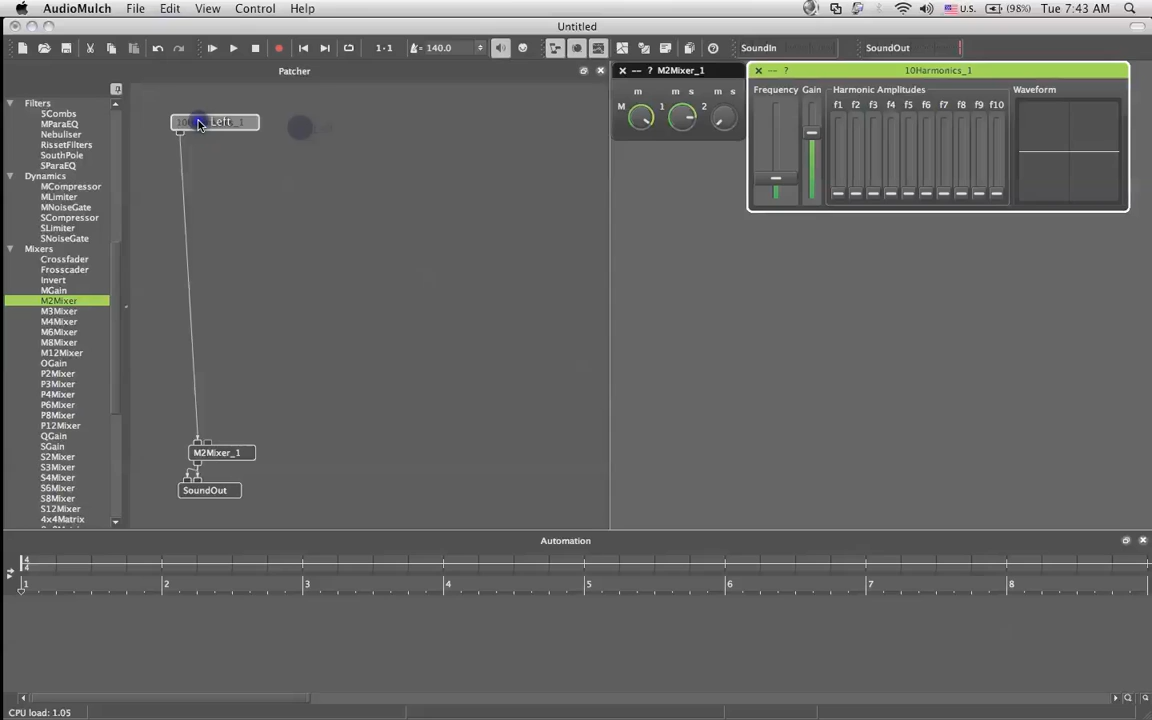 AudioMulch File Edit View Control Help U.S. (98%) Tue 7:43 AM
Untitled
1·1 140.0 SoundIn SoundOut
Patcher
M2Mixer_1
10Harmonics_1
Filters
5Combs
MParaEQ
Nebuliser
RissetFilters
SouthPole
SParaEQ
Dynamics
MCompressor
MLimiter
MNoiseGate
SCompressor
SLimiter
SNoiseGate
Mixers
Crossfader
Frosscader
Invert
MGain
M2Mixer
M3Mixer
M4Mixer
M6Mixer
M8Mixer
M12Mixer
OGain
P2Mixer
P3Mixer
P4Mixer
P6Mixer
P8Mixer
P12Mixer
QGain
SGain
S2Mixer
S3Mixer
S4Mixer
S6Mixer
S8Mixer
S12Mixer
4x4Matrix
Left
M2Mixer_1
SoundOut
m m s m s
M 1 2
Frequency Gain Harmonic Amplitudes Waveform
f1 f2 f3 f4 f5 f6 f7 f8 f9 f10
Automation
4
4
1 2 3 4 5 6 7 8
CPU load: 1.05